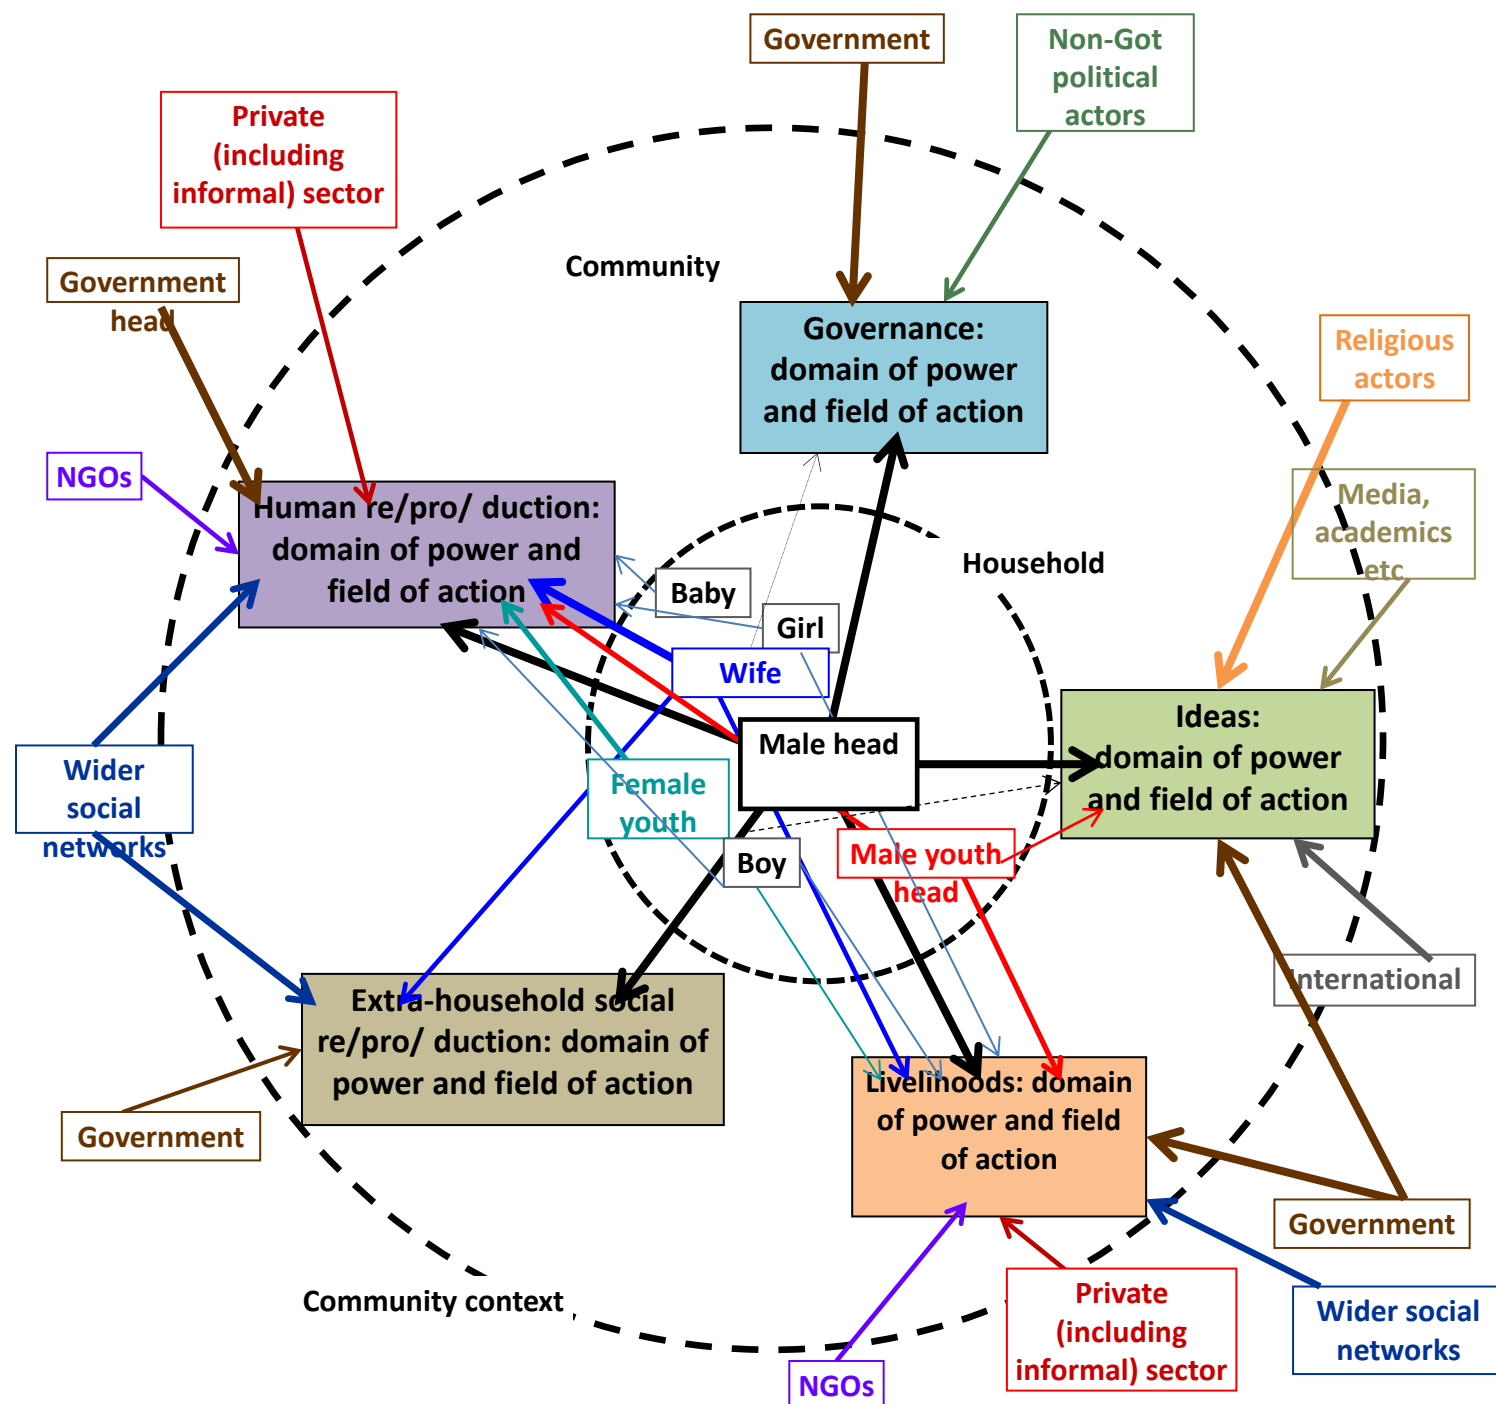 Government
Non-Got
political
actors
Private
(including
informal) sector
Community
Government
head
Governance:
domain of power
and field of action
Religious
actors
NGOs
Media,
academics
etc
Human re/pro/ duction:
domain of power and
field of action
Household
Baby
Girl
Wife
Ideas:
domain of power
and field of action
Male head
Wider
social
networks
Female
youth
Boy
Male youth
head
International
Extra-household social
re/pro/ duction: domain of
power and field of action
Livelihoods: domain
of power and field
of action
Government
Government
Community context
Private
(including
informal) sector
Wider social
networks
NGOs